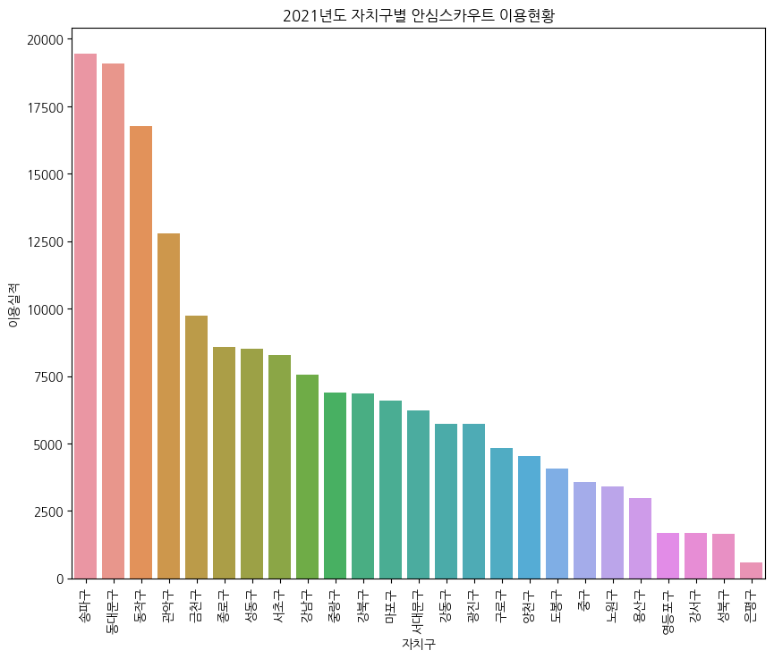 2021년도 자치구별 안심스카우트 이용현황
20000
17500
15000
12500
10000
7500
5000
2500
0
이용실적
송파구
동대문구
동작구
관악구
금천구
종로구
성동구
서초구
강남구
중랑구
강북구
마포구
서대문구
강동구
광진구
구로구
양천구
도봉구
중구
노원구
용산구
영등포구
강서구
성북구
은평구
자치구